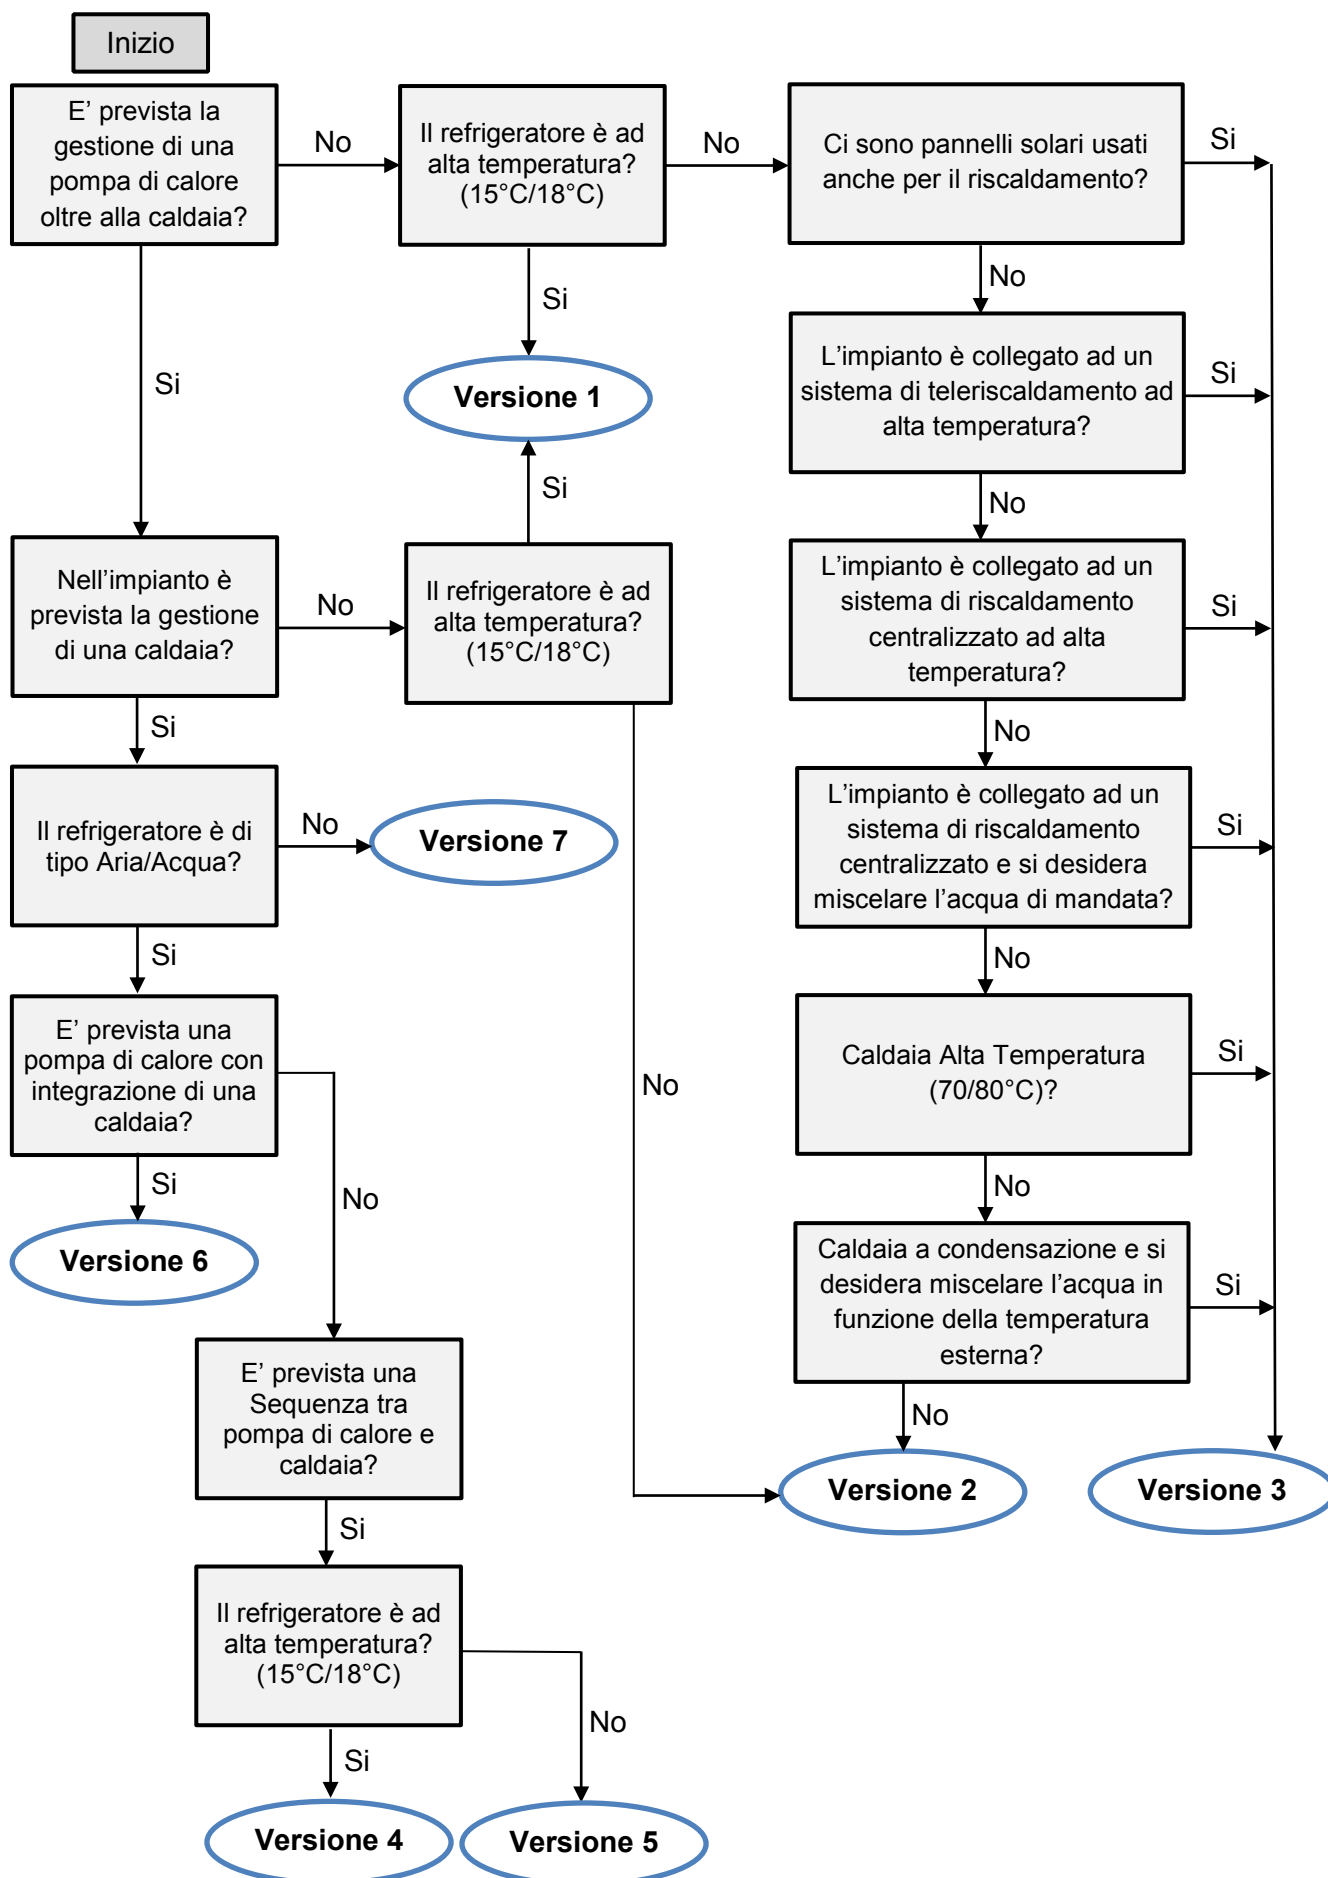 Inizio
E’ prevista la
gestione di una
pompa di calore
oltre alla caldaia?
No
Il refrigeratore è ad
alta temperatura?
(15°C/18°C)
No
Ci sono pannelli solari usati
anche per il riscaldamento?
Si
Si
Si
No
Versione 1
L’impianto è collegato ad un
sistema di teleriscaldamento ad
alta temperatura?
Si
Si
No
Nell’impianto è
prevista la gestione
di una caldaia?
No
Il refrigeratore è ad
alta temperatura?
(15°C/18°C)
L’impianto è collegato ad un
sistema di riscaldamento
centralizzato ad alta
temperatura?
Si
Si
No
Il refrigeratore è di
tipo Aria/Acqua?
No
Versione 7
L’impianto è collegato ad un
sistema di riscaldamento
centralizzato e si desidera
miscelare l’acqua di mandata?
Si
Si
No
E’ prevista una
pompa di calore con
integrazione di una
caldaia?
No
Caldaia Alta Temperatura
(70/80°C)?
Si
Si
No
No
Versione 6
Caldaia a condensazione e si
desidera miscelare l’acqua in
funzione della temperatura
esterna?
Si
E’ prevista una
Sequenza tra
pompa di calore e
caldaia?
No
Versione 2
Versione 3
Si
Il refrigeratore è ad
alta temperatura?
(15°C/18°C)
No
Si
Versione 4
Versione 5